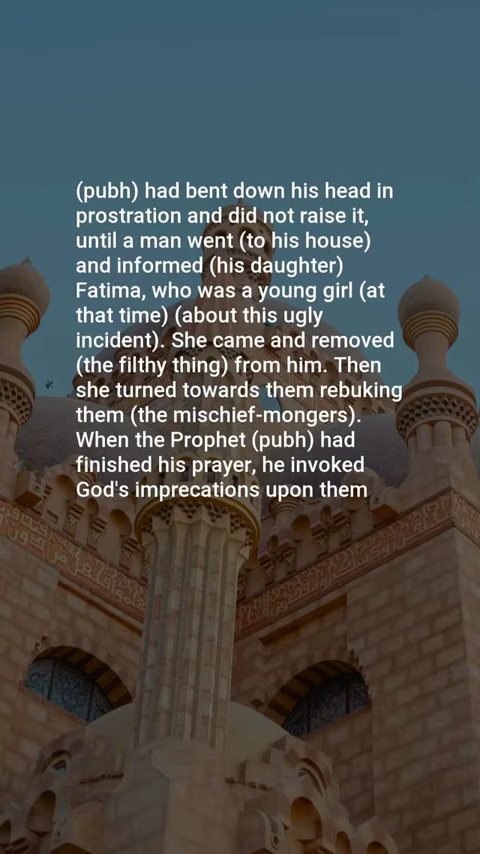 (pubh) had bent down his head in
prostration and did not raise it,
until a man went (to his house)
and informed (his daughter)
Fatima, who was a young girl (at
that time) (about this ugly
incident). She came and removed
(the filthy thing) from him. Then
she turned towards them rebuking
them (the mischief-mongers).
When the Prophet (pubh) had
finished his prayer, he invoked
God's imprecations upon them